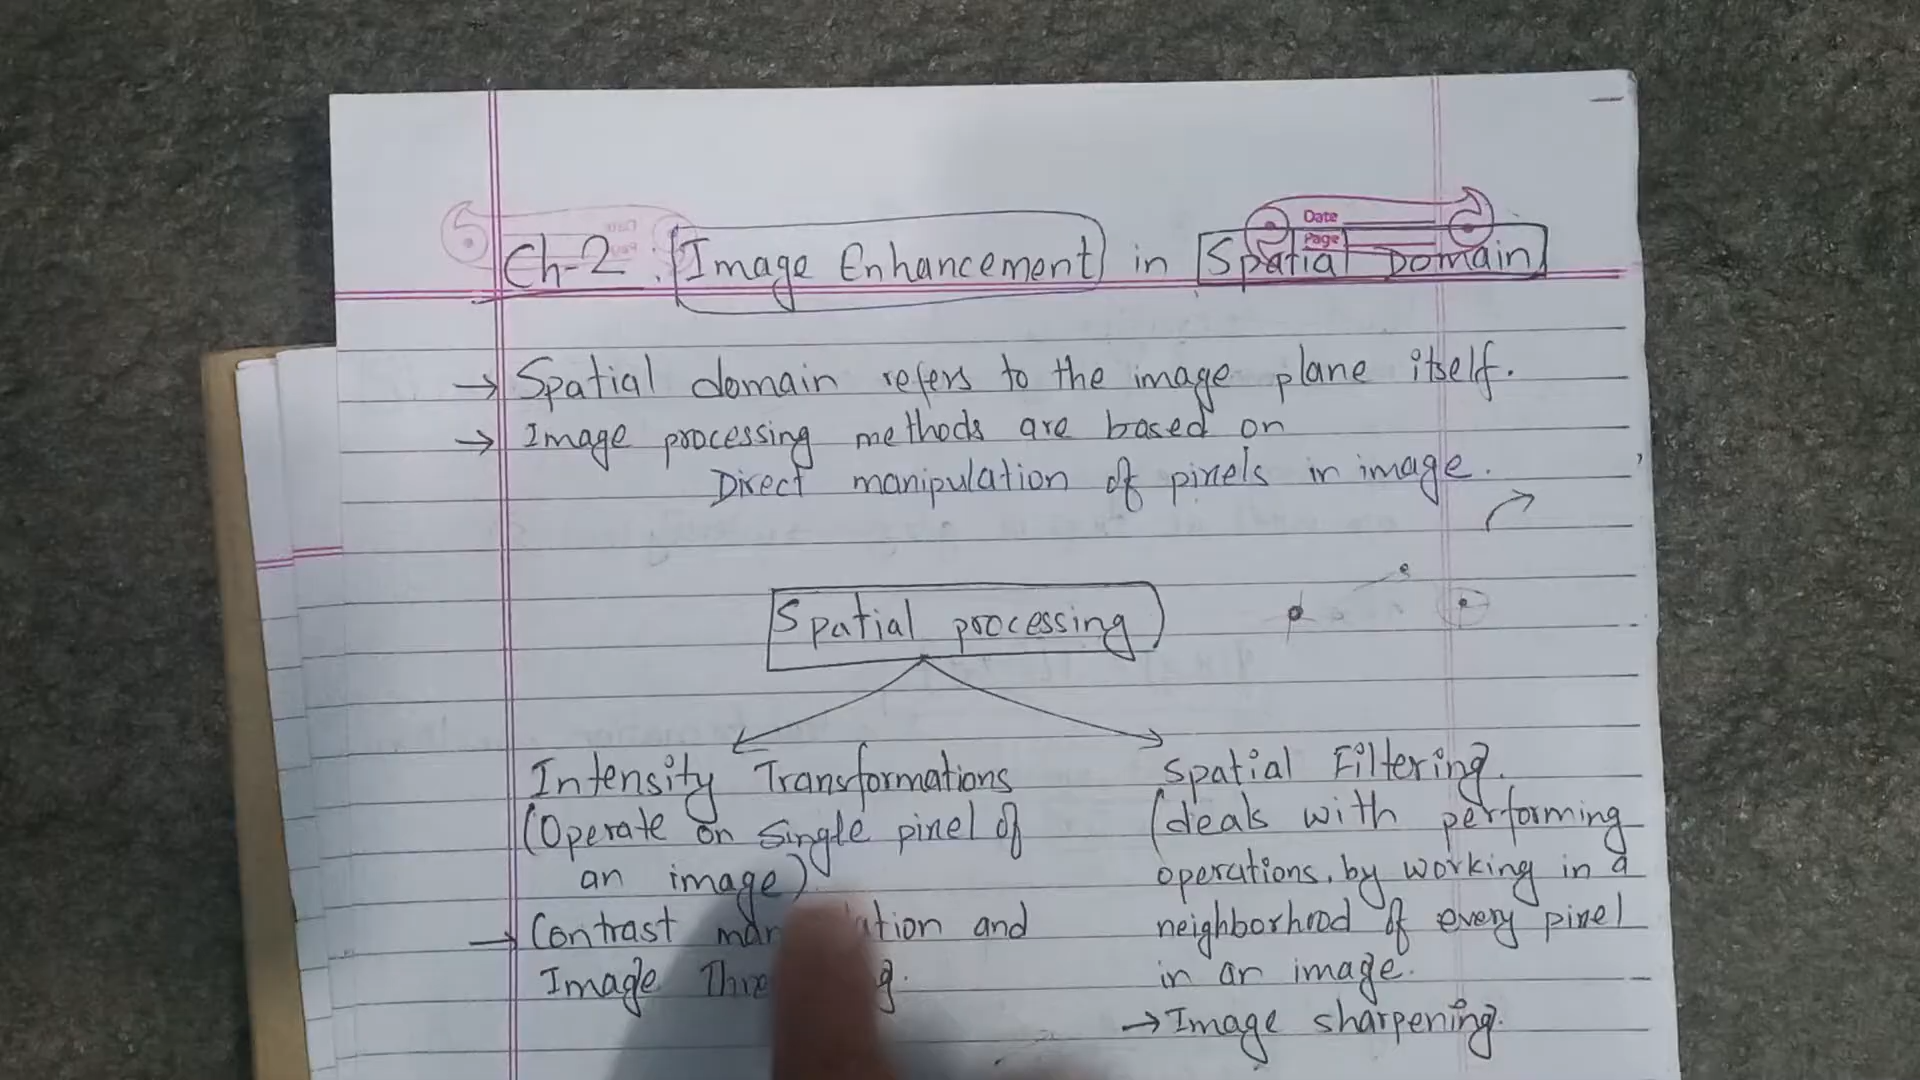 Date
Page
Ch-2 : Image Enhancement in Spatial Domain
→ Spatial domain refers to the image plane itself.
→ Image processing methods are based on
Direct manipulation of pixels in image.
Spatial processing
Intensity Transformations
(Operate on single pixel of
an image)
→ Contrast and
Image
Spatial Filtering.
(deals with performing
operations, by working in a
neighborhood of every pixel
in an image.
→ Image sharpening.